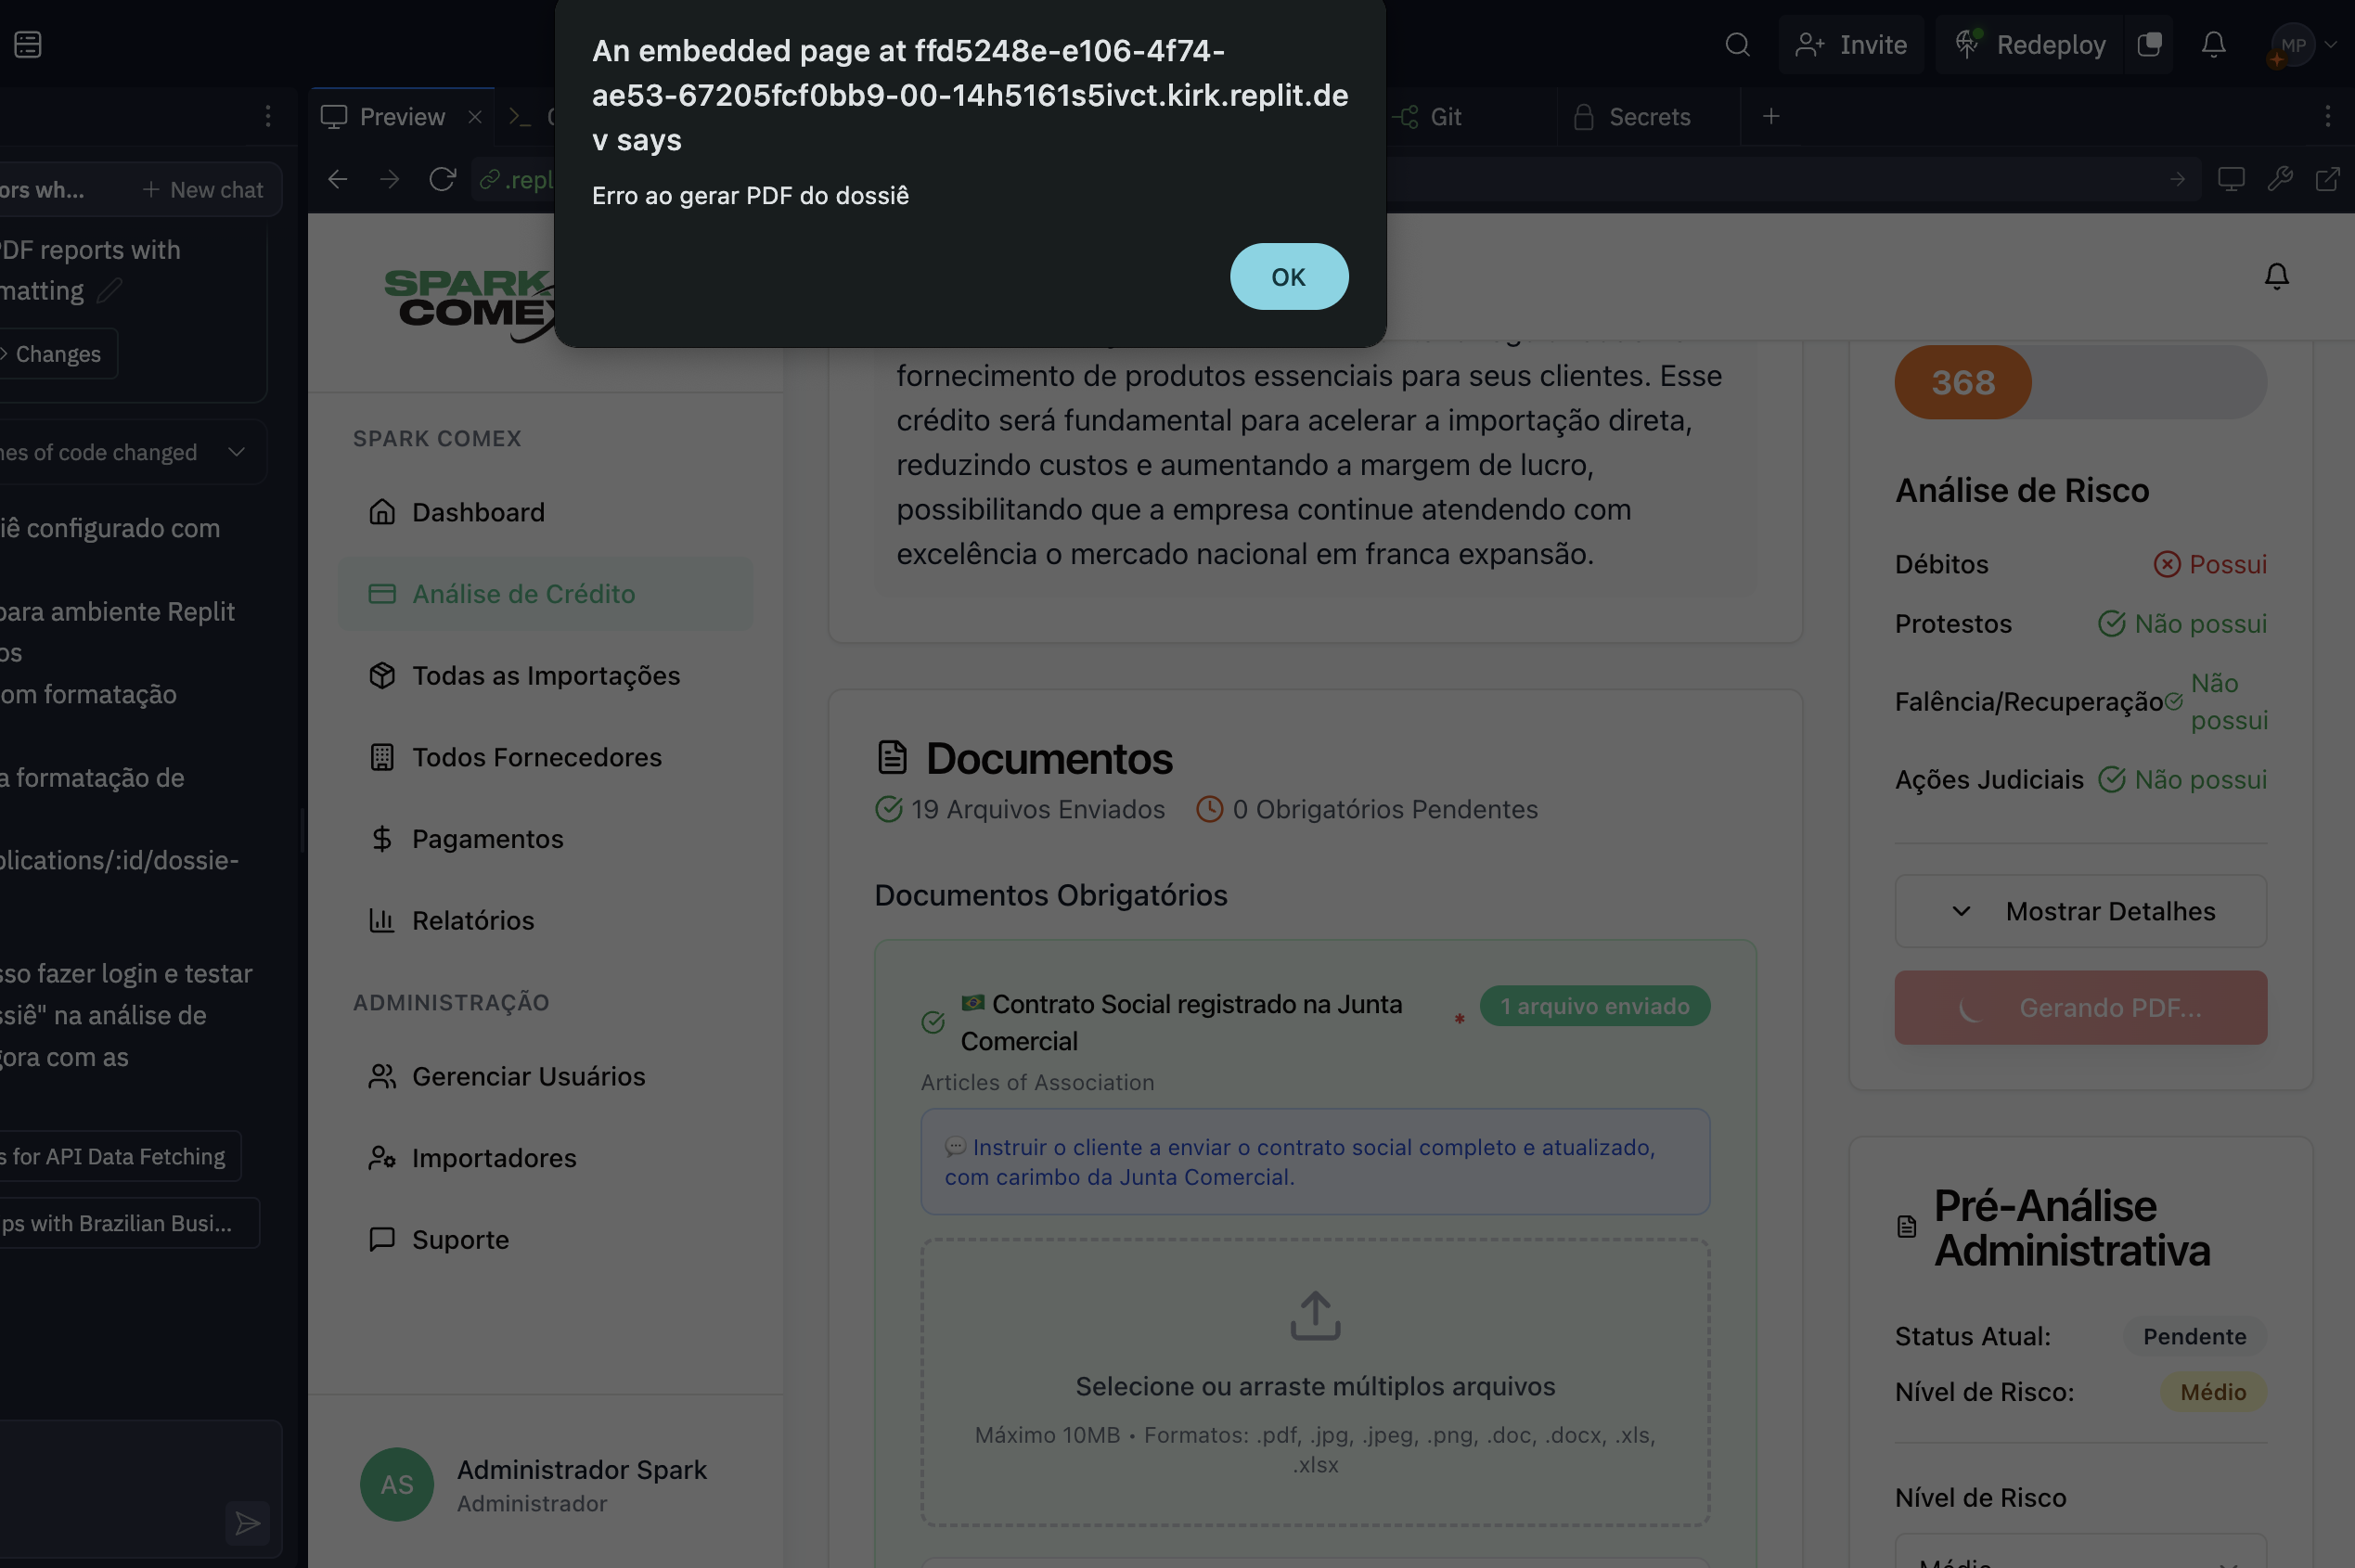 An embedded page at ffd5248e-e106-4f74-
ae53-67205fcf0bb9-00-14h5161s5ivct.kirk.replit.de
v says
Erro ao gerar PDF do dossiê
OK
Invite
Redeploy
MP
Preview
Git
Secrets
ors wh...
New chat
.repl
PDF reports with
matting
Changes
nes of code changed
iê configurado com
para ambiente Replit
os
om formatação
a formatação de
plications/:id/dossie-
sso fazer login e testar
ssiê" na análise de
gora com as
s for API Data Fetching
ps with Brazilian Busi...
SPARK
COMEX
SPARK COMEX
Dashboard
Análise de Crédito
Todas as Importações
Todos Fornecedores
Pagamentos
Relatórios
ADMINISTRAÇÃO
Gerenciar Usuários
Importadores
Suporte
AS
Administrador Spark
Administrador
fornecimento de produtos essenciais para seus clientes. Esse
crédito será fundamental para acelerar a importação direta,
reduzindo custos e aumentando a margem de lucro,
possibilitando que a empresa continue atendendo com
excelência o mercado nacional em franca expansão.
Documentos
19 Arquivos Enviados
0 Obrigatórios Pendentes
Documentos Obrigatórios
🇧🇷 Contrato Social registrado na Junta
Comercial
*
1 arquivo enviado
Articles of Association
💬 Instruir o cliente a enviar o contrato social completo e atualizado,
com carimbo da Junta Comercial.
Selecione ou arraste múltiplos arquivos
Máximo 10MB • Formatos: .pdf, .jpg, .jpeg, .png, .doc, .docx, .xls,
.xlsx
368
Análise de Risco
Débitos
Possui
Protestos
Não possui
Falência/Recuperação
Não
possui
Ações Judiciais
Não possui
Mostrar Detalhes
Gerando PDF...
Pré-Análise
Administrativa
Status Atual:
Pendente
Nível de Risco:
Médio
Nível de Risco
Médio